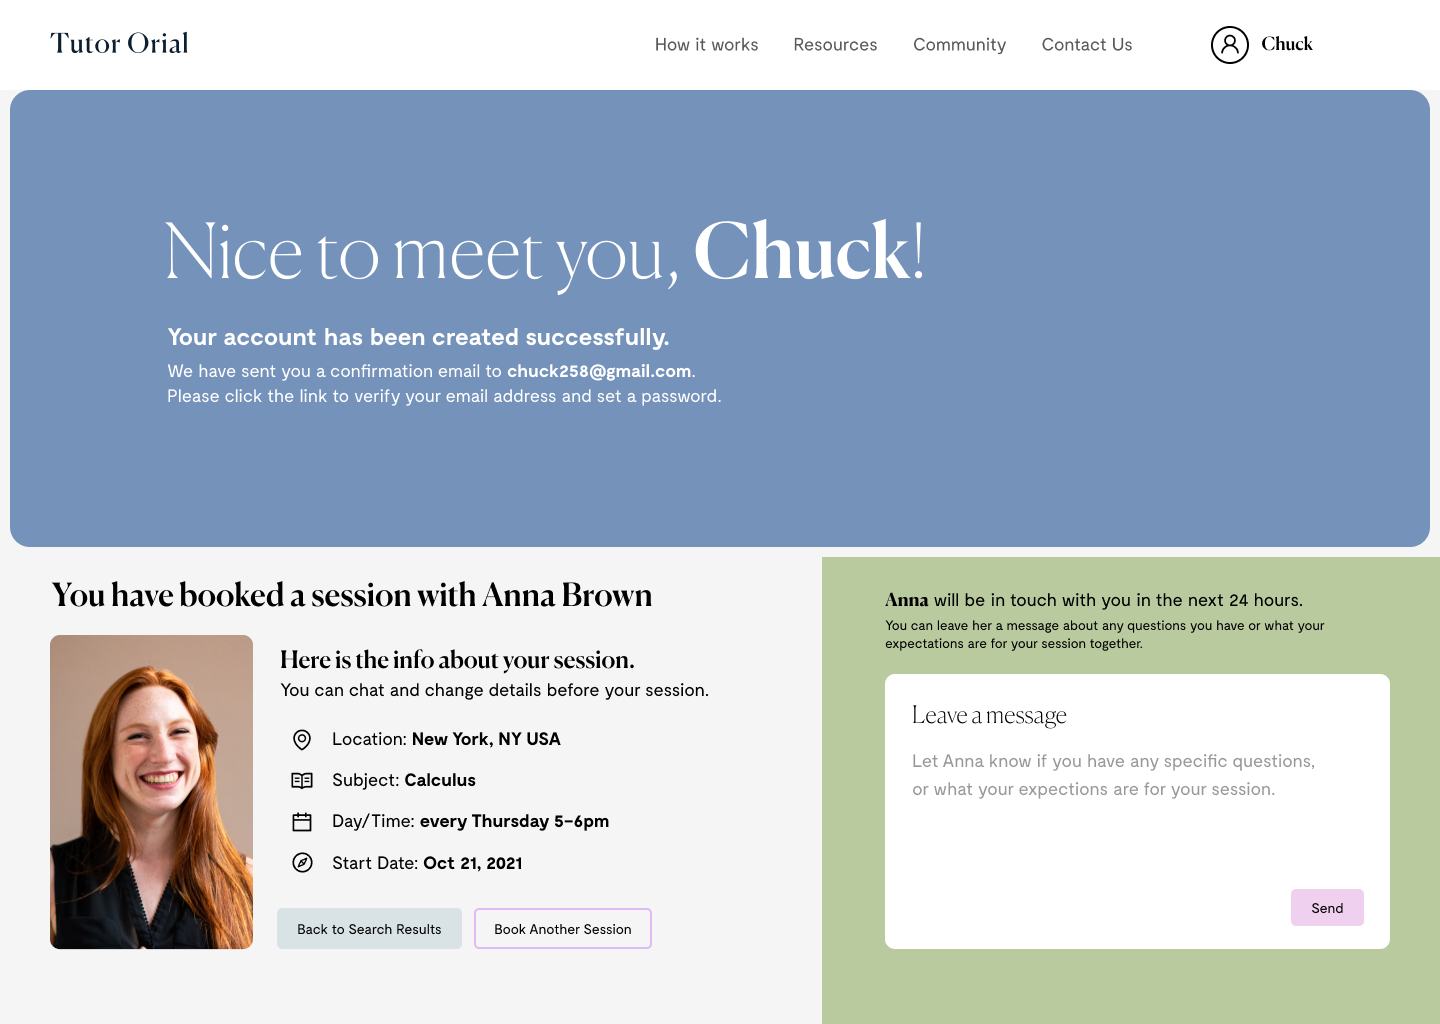 Tutor Orial
How it works
Resources
Community
Contact Us
Chuck
Nice to meet you, Chuck!
Your account has been created successfully.
We have sent you a confirmation email to chuck258@gmail.com.
Please click the link to verify your email address and set a password.
You have booked a session with Anna Brown
Here is the info about your session.
You can chat and change details before your session.
Location: New York, NY USA
Subject: Calculus
Day/Time: every Thursday 5–6pm
Start Date: Oct 21, 2021
Back to Search Results
Book Another Session
Anna will be in touch with you in the next 24 hours.
You can leave her a message about any questions you have or what your
expectations are for your session together.
Leave a message
Let Anna know if you have any specific questions,
or what your expections are for your session.
Send